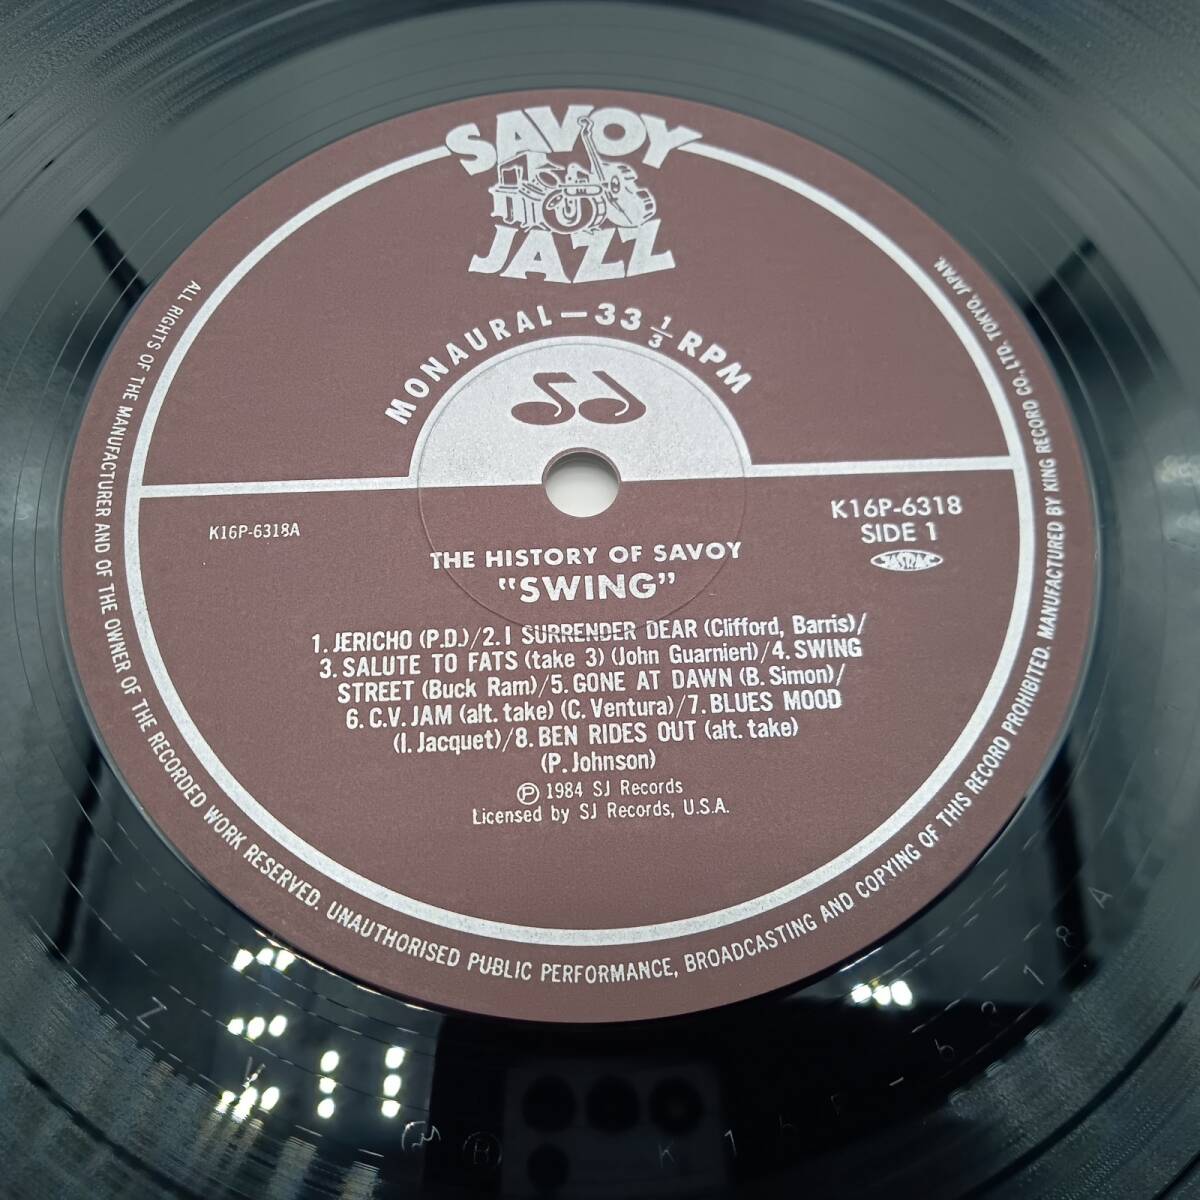 SAVOY
JAZZ
MONAURAL—33 1/3 RPM
K16P-6318A
K16P-6318
SIDE 1
JASRAC
THE HISTORY OF SAVOY
"SWING"
1. JERICHO (P.D.)/2. I SURRENDER DEAR (Clifford, Barris)/
3. SALUTE TO FATS (take 3) (John Guarnieri)/4. SWING
STREET (Buck Ram)/5. GONE AT DAWN (B. Simon)/
6. C.V. JAM (alt. take) (C. Ventura)/7. BLUES MOOD
(I. Jacquet)/8. BEN RIDES OUT (alt. take)
(P. Johnson)
Ⓟ 1984 SJ Records
Licensed by SJ Records, U.S.A.
ALL RIGHTS OF THE MANUFACTURER AND OF THE OWNER OF THE RECORDED WORK RESERVED. UNAUTHORISED PUBLIC PERFORMANCE, BROADCASTING AND COPYING OF THIS RECORD PROHIBITED. MANUFACTURED BY KING RECORD CO., LTD. TOKYO, JAPAN.